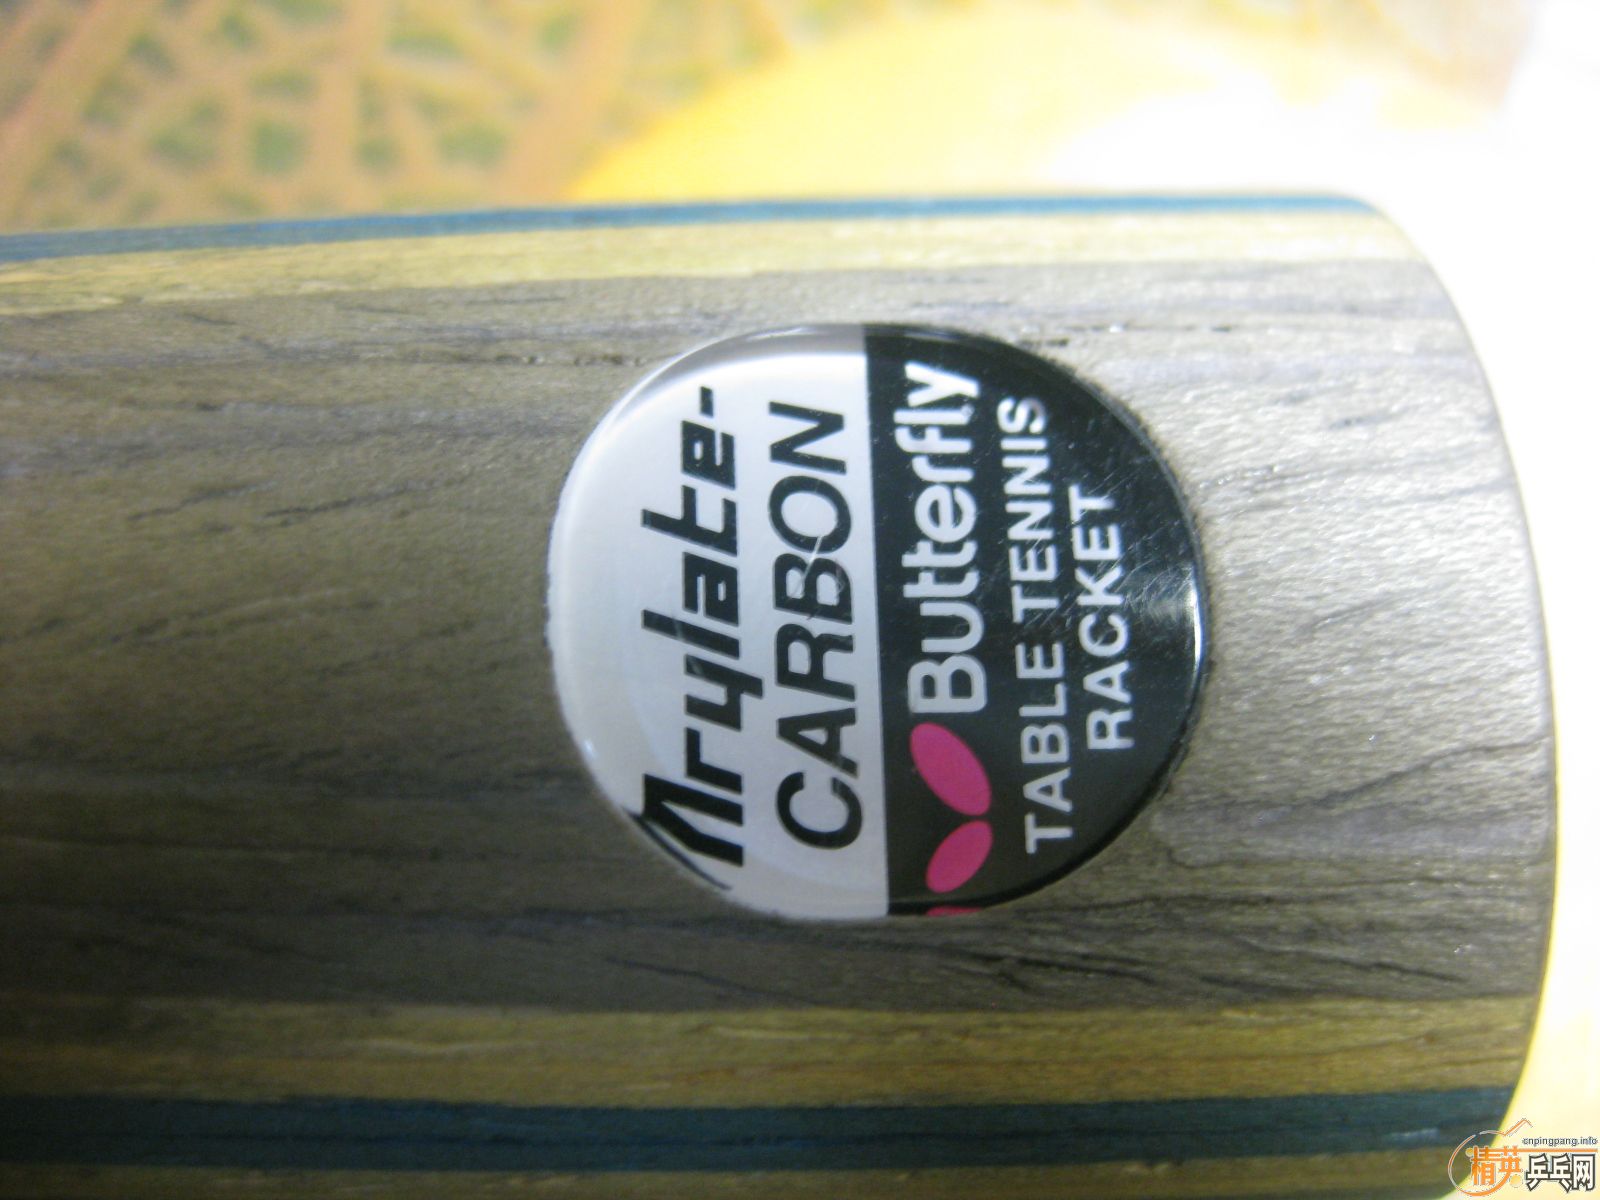 Arylate-
CARBON
Butterfly
TABLE TENNIS
RACKET
cnpingpang.info
精英乒乓网